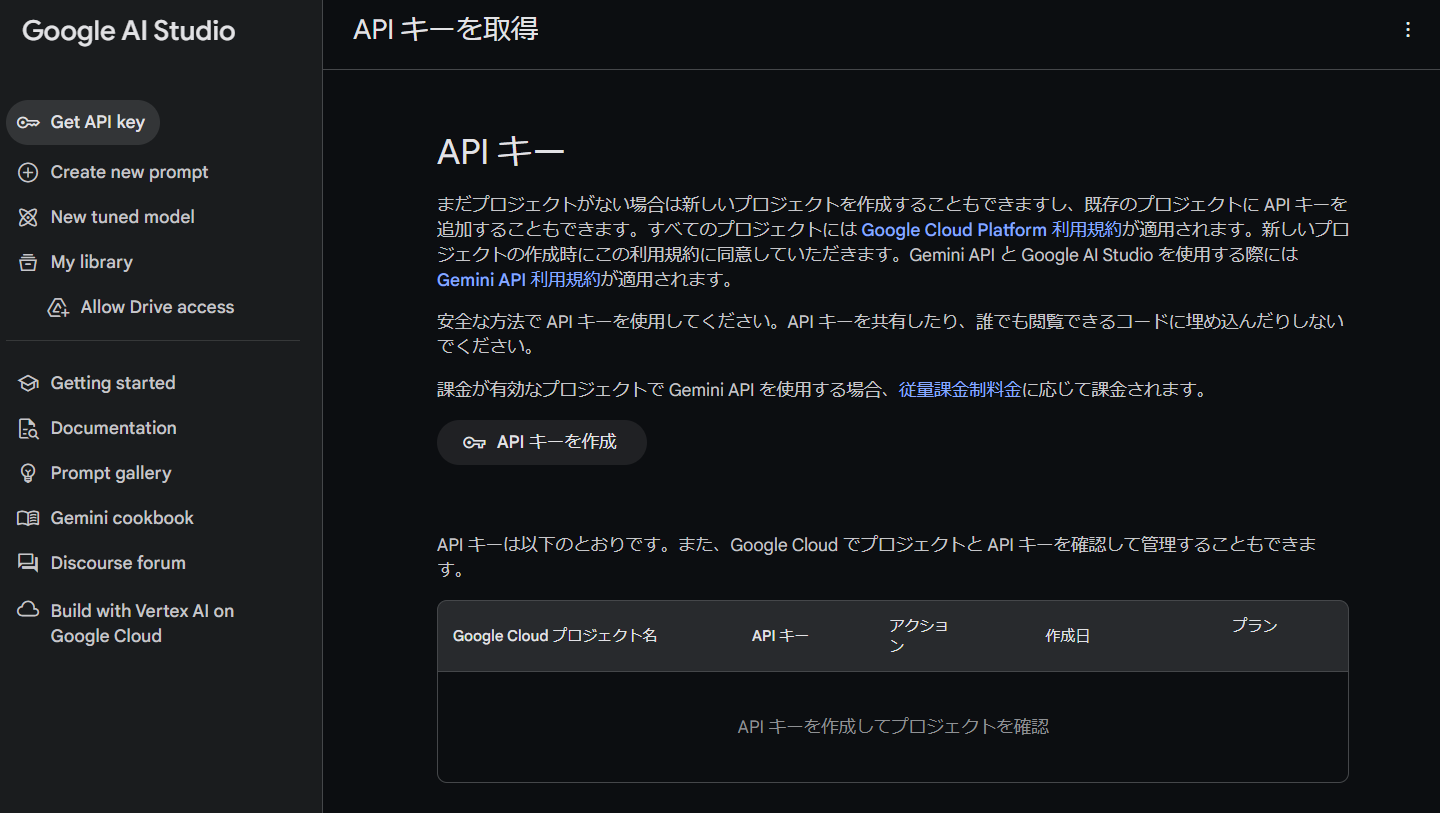 Google AI Studio
Get API key
Create new prompt
New tuned model
My library
Allow Drive access
Getting started
Documentation
Prompt gallery
Gemini cookbook
Discourse forum
Build with Vertex AI on
Google Cloud
API キーを取得
API キー
まだプロジェクトがない場合は新しいプロジェクトを作成することもできますし、既存のプロジェクトに API キーを
追加することもできます。すべてのプロジェクトには Google Cloud Platform 利用規約が適用されます。新しいプロ
ジェクトの作成時にこの利用規約に同意していただきます。Gemini API と Google AI Studio を使用する際には
Gemini API 利用規約が適用されます。
安全な方法で API キーを使用してください。API キーを共有したり、誰でも閲覧できるコードに埋め込んだりしない
でください。
課金が有効なプロジェクトで Gemini API を使用する場合、従量課金制料金に応じて課金されます。
API キーを作成
API キーは以下のとおりです。また、Google Cloud でプロジェクトと API キーを確認して管理することもできま
す。
Google Cloud プロジェクト名
API キー
アクショ
ン
作成日
プラン
API キーを作成してプロジェクトを確認